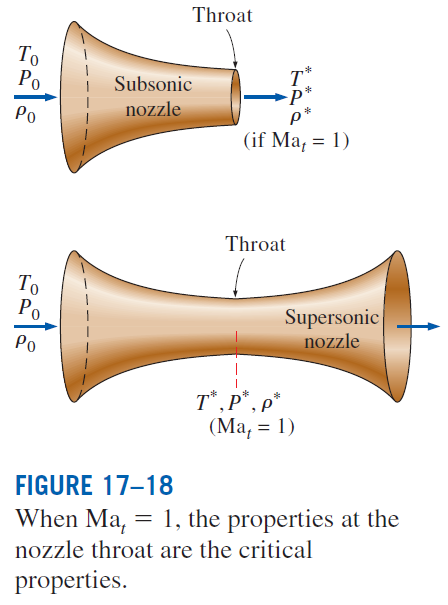 Throat
T₀
P₀
ρ₀
Subsonic
nozzle
T*
P*
ρ*
(if Maₜ = 1)
Throat
T₀
P₀
ρ₀
Supersonic
nozzle
T*, P*, ρ*
(Maₜ = 1)
FIGURE 17–18
When Maₜ = 1, the properties at the
nozzle throat are the critical
properties.